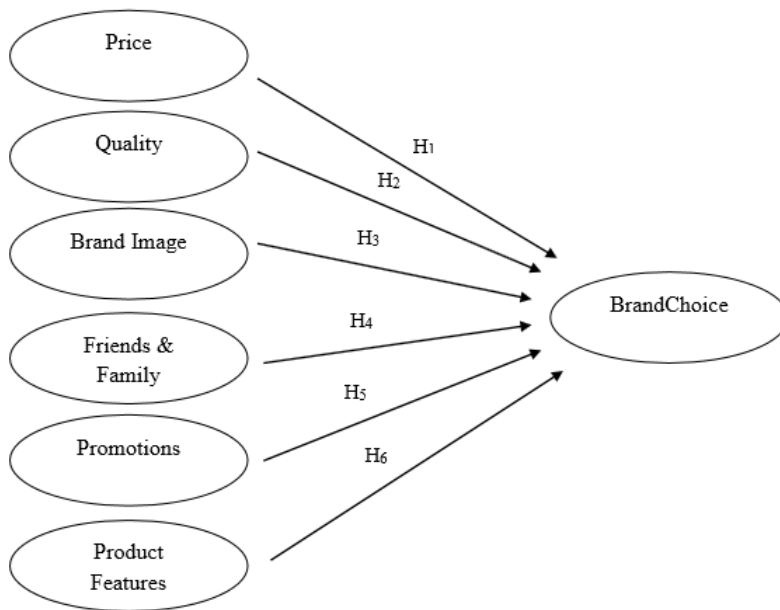 Price
H1
Quality
H2
Brand Image
H3
BrandChoice
Friends &
Family
H4
Promotions
H5
Product
Features
H6